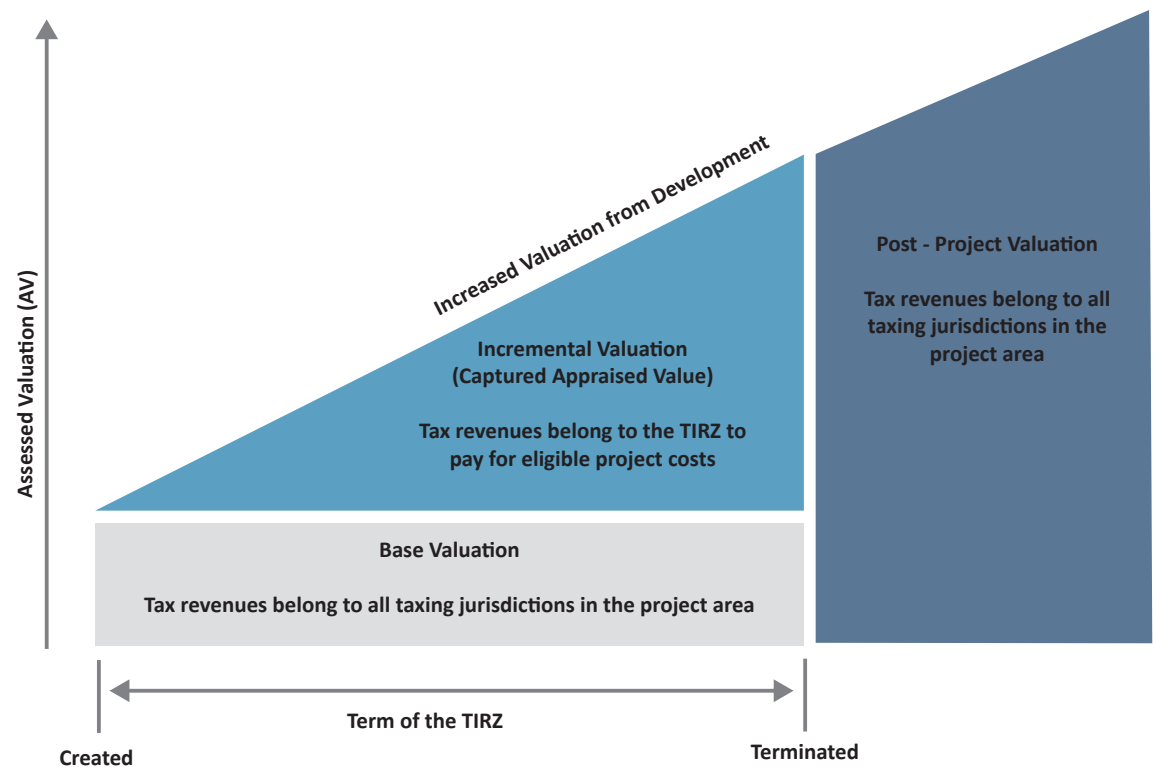 Assessed Valuation (AV)
Increased Valuation from Development
Incremental Valuation
(Captured Appraised Value)
Tax revenues belong to the TIRZ to
pay for eligible project costs
Post - Project Valuation
Tax revenues belong to all
taxing jurisdictions in the
project area
Base Valuation
Tax revenues belong to all taxing jurisdictions in the project area
Term of the TIRZ
Created
Terminated